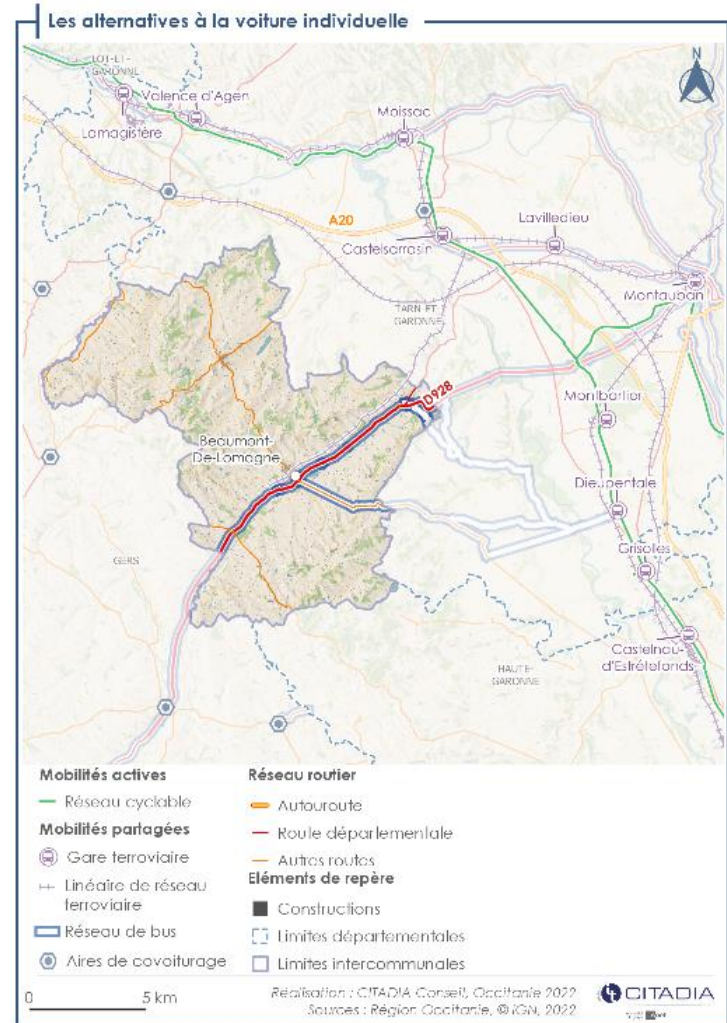 Les alternatives à la voiture individuelle
N
LOT-ET-
GARONNE
Valence d'Agen
Lamagistère
Moissac
A20
Lavilledieu
Castelsarrasin
Montauban
TARN-ET-
GARONNE
D928
Montbartier
Beaumont-
De-Lomagne
Dieupentale
GERS
Grisolles
Castelnau-
d'Estrétefonds
HAUTE-
GARONNE
Mobilités actives
Réseau cyclable
Mobilités partagées
Gare ferroviaire
Linéaire de réseau
ferroviaire
Réseau de bus
Aires de covoiturage
Réseau routier
Autouroute
Route départementale
Autres routes
Eléments de repère
Constructions
Limites départementales
Limites intercommunales
0 5 km
Réalisation : CITADIA Conseil, Occitanie 2022
Sources : Région Occitanie, © IGN, 2022
CITADIA